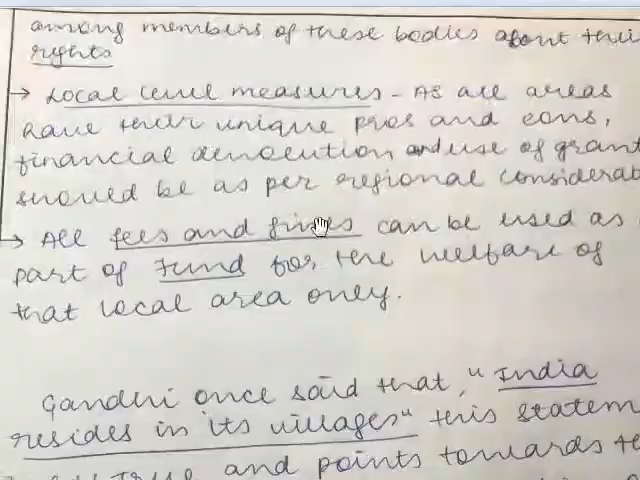 among members of these bodies about their
rights
→ Local level measures - As all areas
have their unique pros and cons,
financial devolution and use of grant
should be as per regional considerat
→ All fees and fines can be used as
part of Fund for the welfare of
that local area only.
Gandhi once said that, "India
resides in its villages" this statem
true and points towards